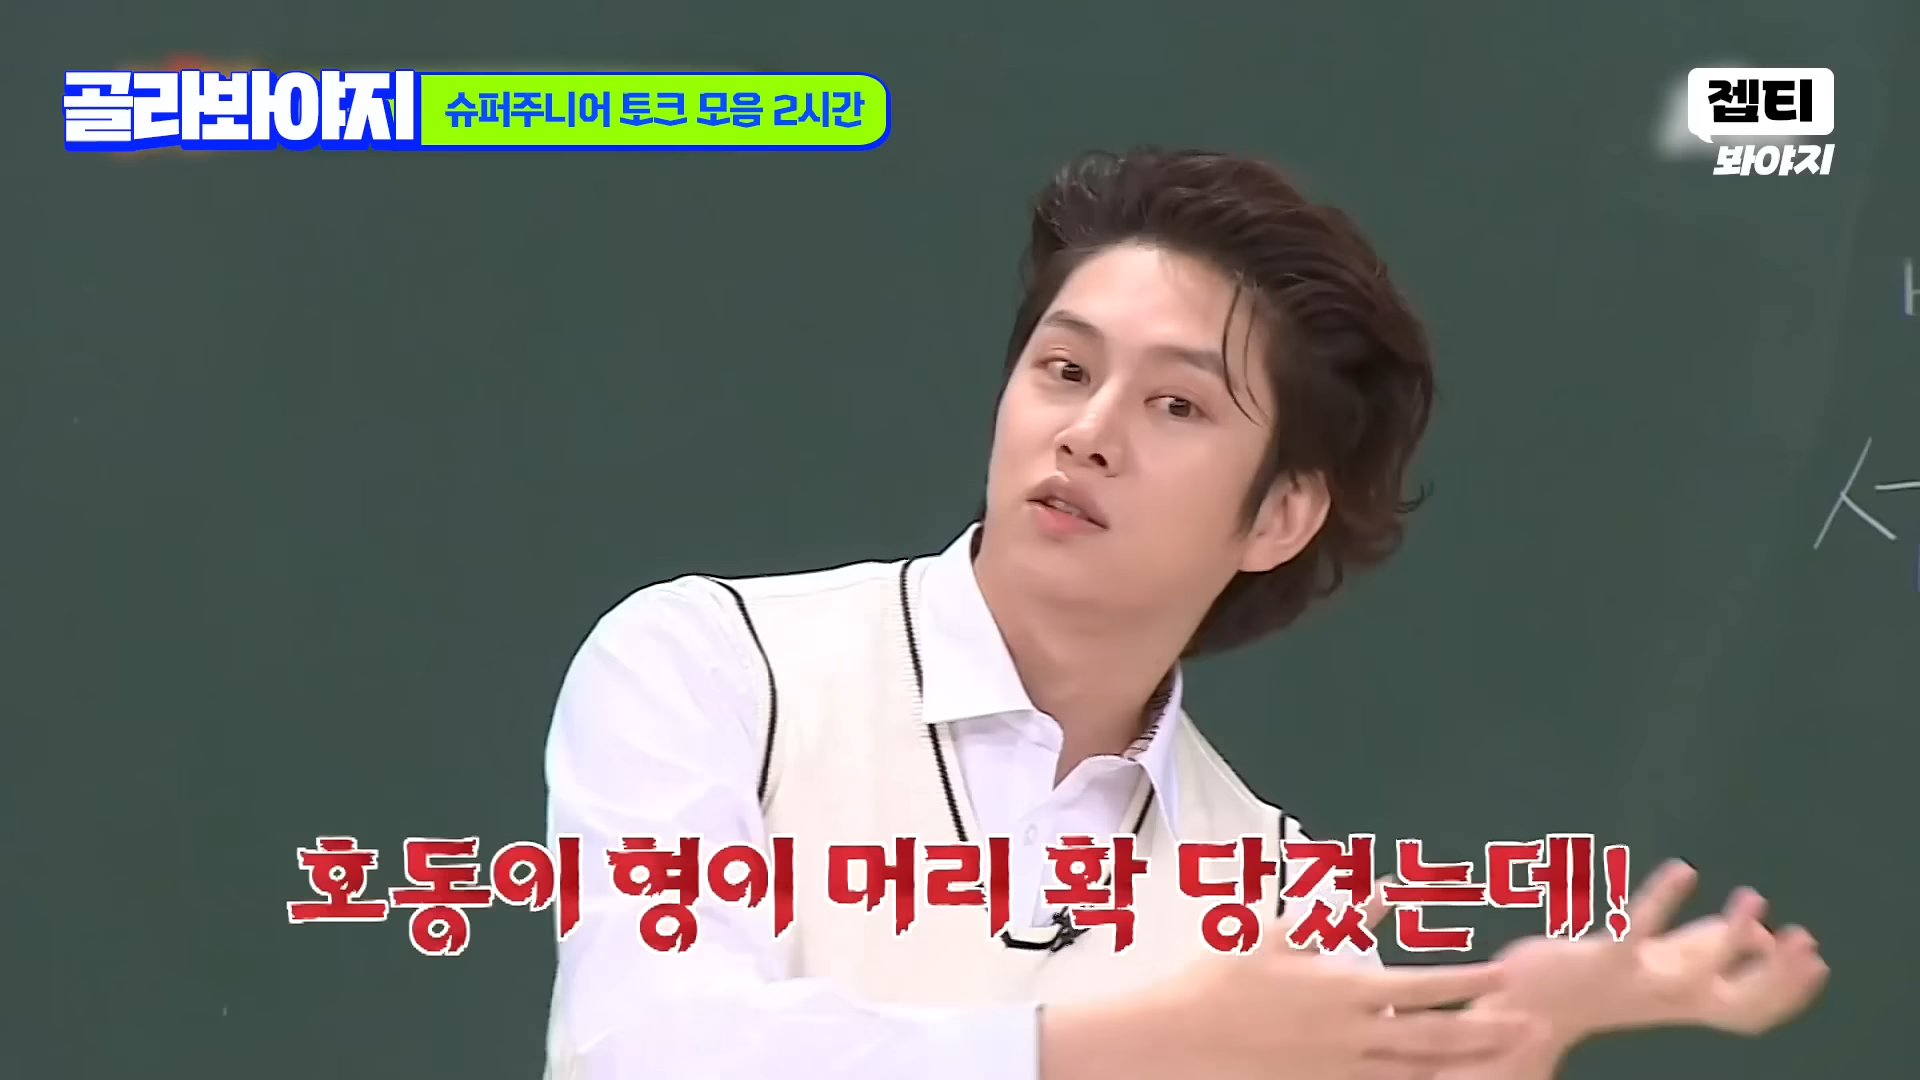 골라봐야지 슈퍼주니어 토크 모음 2시간
젭티
봐야지
호동이 형이 머리 확 당겼는데!